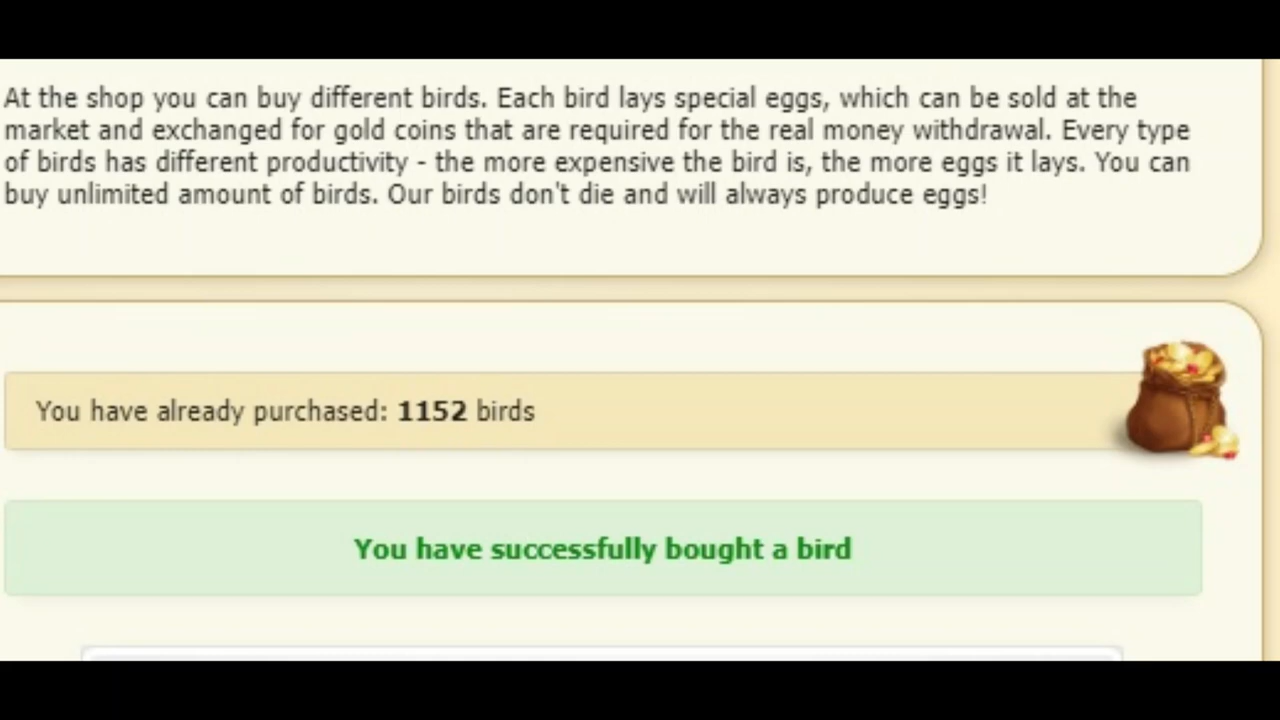 At the shop you can buy different birds. Each bird lays special eggs, which can be sold at the
market and exchanged for gold coins that are required for the real money withdrawal. Every type
of birds has different productivity - the more expensive the bird is, the more eggs it lays. You can
buy unlimited amount of birds. Our birds don't die and will always produce eggs!
You have already purchased: 1152 birds
You have successfully bought a bird